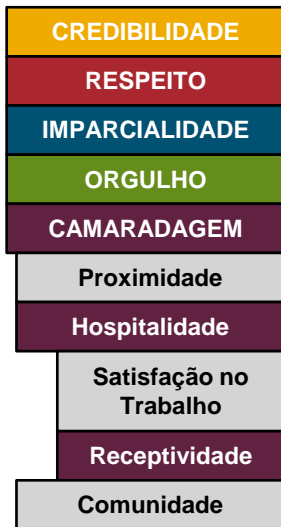 CREDIBILIDADE
RESPEITO
IMPARCIALIDADE
ORGULHO
CAMARADAGEM
Proximidade
Hospitalidade
Satisfação no
Trabalho
Receptividade
Comunidade